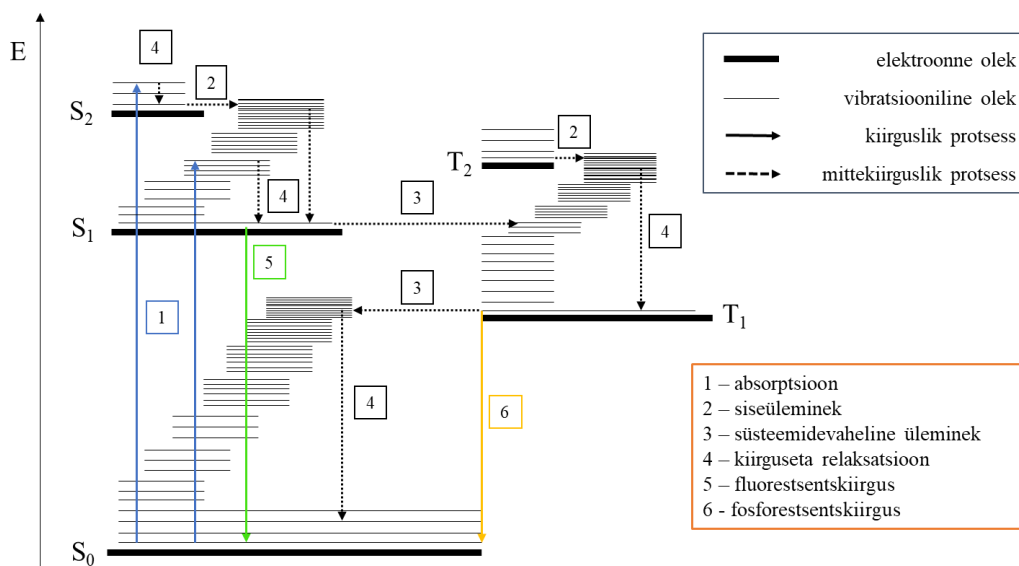 E
4
2
S₂
2
T₂
4
3
4
S₁
5
3
1
T₁
4
6
S₀
elektroonne olek
vibratsiooniline olek
kiirguslik protsess
mittekiirguslik protsess
1 – absorptsioon
2 – siseüleminek
3 – süsteemidevaheline üleminek
4 – kiirguseta relaksatsioon
5 – fluorestsentskiirgus
6 - fosforestsentskiirgus